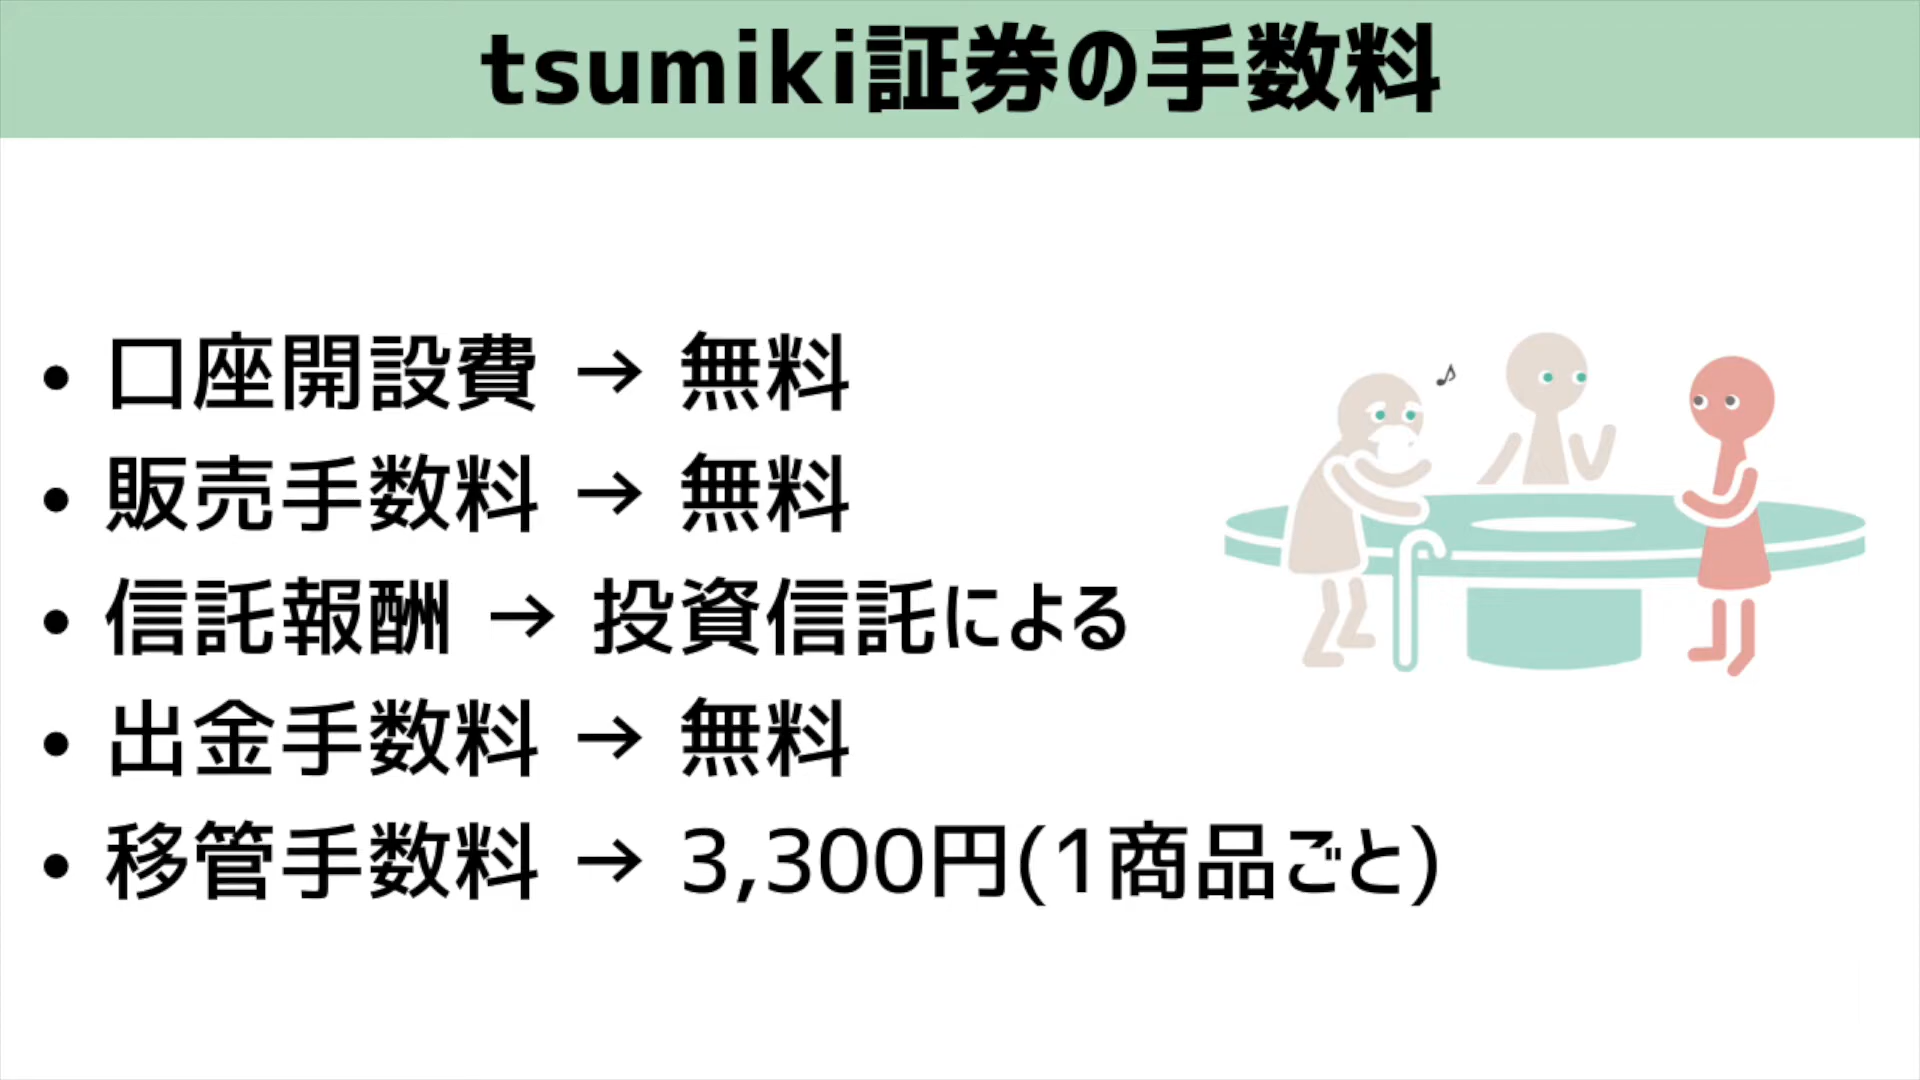 tsumiki証券の手数料
• 口座開設費 → 無料
• 販売手数料 → 無料
• 信託報酬 → 投資信託による
• 出金手数料 → 無料
• 移管手数料 → 3,300円(1商品ごと)